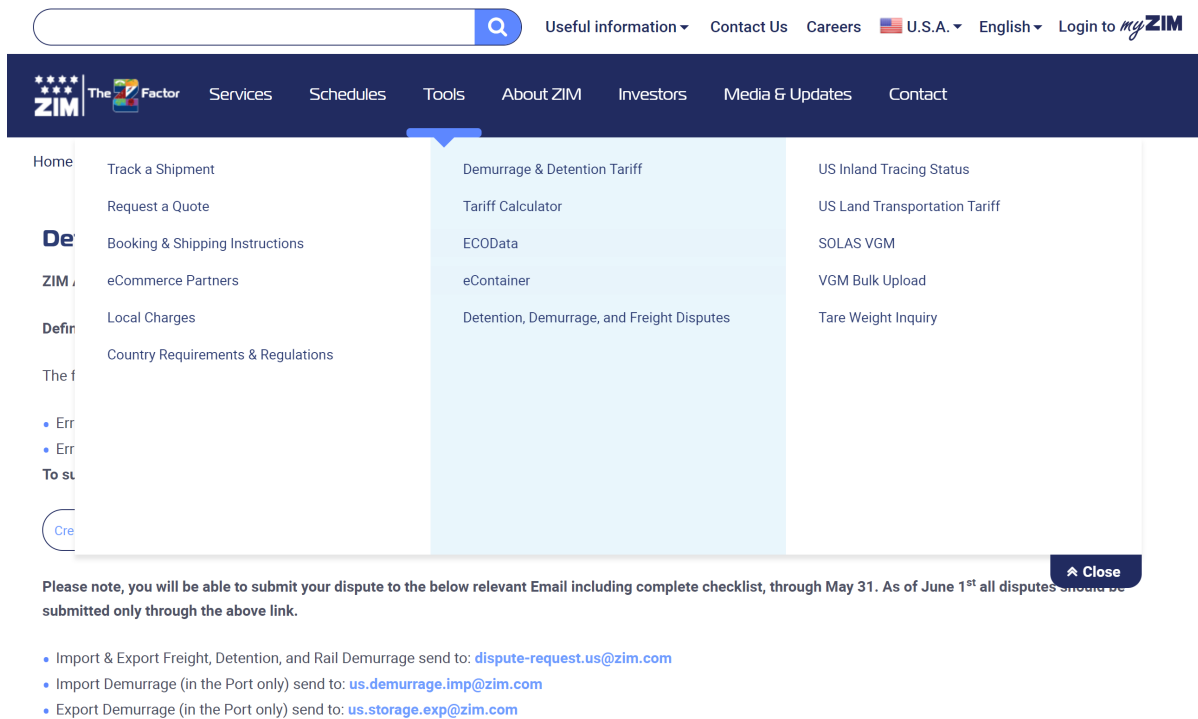 Useful information Contact Us Careers U.S.A. English Login to myZIM
ZIM The Z Factor Services Schedules Tools About ZIM Investors Media & Updates Contact
Home
Track a Shipment
Request a Quote
Booking & Shipping Instructions
eCommerce Partners
Local Charges
Country Requirements & Regulations
Demurrage & Detention Tariff
Tariff Calculator
ECOData
eContainer
Detention, Demurrage, and Freight Disputes
US Inland Tracing Status
US Land Transportation Tariff
SOLAS VGM
VGM Bulk Upload
Tare Weight Inquiry
De
ZIM
Defin
The f
Err
Err
To su
Cre
Close
Please note, you will be able to submit your dispute to the below relevant Email including complete checklist, through May 31. As of June 1st all disputes should be
submitted only through the above link.
Import & Export Freight, Detention, and Rail Demurrage send to: dispute-request.us@zim.com
Import Demurrage (in the Port only) send to: us.demurrage.imp@zim.com
Export Demurrage (in the Port only) send to: us.storage.exp@zim.com